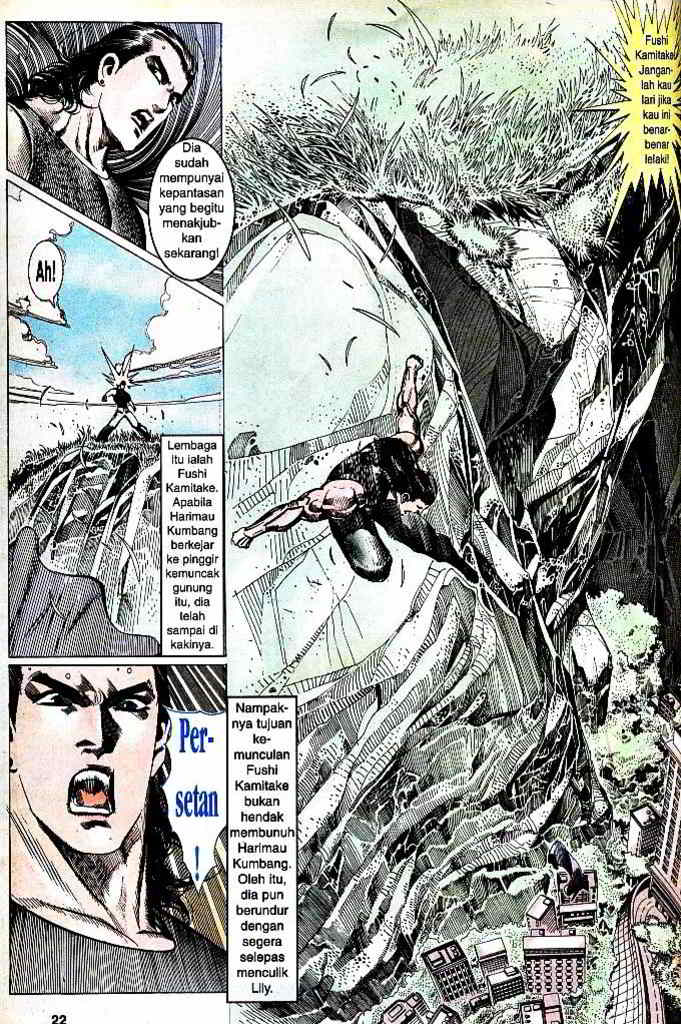 Dia
sudah
mempunyai
kepantasan
yang begitu
menakjub-
kan
sekarang!
Ah!
Lembaga
itu ialah
Fushi
Kamitake.
Apabila
Harimau
Kumbang
berkejar
ke pinggir
kemuncak
gunung
itu, dia
telah
sampai di
kakinya.
Per-
setan
!
Fushi
Kamitake
Jangan-
lah kau
lari jika
kau ini
benar-
benar
lelaki!
Nampak-
nya tujuan
ke-
munculan
Fushi
Kamitake
bukan
hendak
membunuh
Harimau
Kumbang.
Oleh itu,
dia pun
berundur
dengan
segera
selepas
menculik
Lily.
22